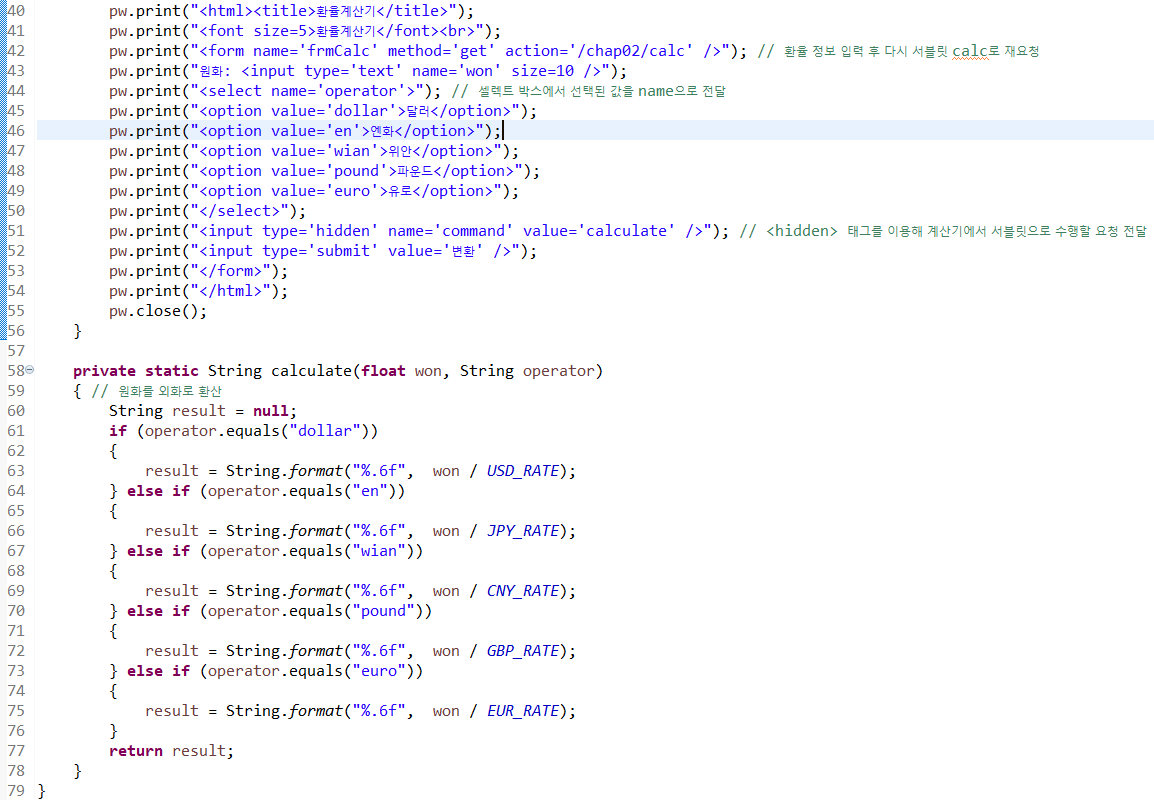 40 pw.print("<html><title>환율계산기</title>");
41 pw.print("<font size=5>환율계산기</font><br>");
42 pw.print("<form name='frmCalc' method='get' action='/chap02/calc' />"); // 환율 정보 입력 후 다시 서블릿 calc로 재요청
43 pw.print("원화: <input type='text' name='won' size=10 />");
44 pw.print("<select name='operator'>"); // 셀렉트 박스에서 선택된 값을 name으로 전달
45 pw.print("<option value='dollar'>달러</option>");
46 pw.print("<option value='en'>엔화</option>");
47 pw.print("<option value='wian'>위안</option>");
48 pw.print("<option value='pound'>파운드</option>");
49 pw.print("<option value='euro'>유로</option>");
50 pw.print("</select>");
51 pw.print("<input type='hidden' name='command' value='calculate' />"); // <hidden> 태그를 이용해 계산기에서 서블릿으로 수행할 요청 전달
52 pw.print("<input type='submit' value='변환' />");
53 pw.print("</form>");
54 pw.print("</html>");
55 pw.close();
56 }
57
58 private static String calculate(float won, String operator)
59 { // 원화를 외화로 환산
60 String result = null;
61 if (operator.equals("dollar"))
62 {
63 result = String.format("%.6f", won / USD_RATE);
64 } else if (operator.equals("en"))
65 {
66 result = String.format("%.6f", won / JPY_RATE);
67 } else if (operator.equals("wian"))
68 {
69 result = String.format("%.6f", won / CNY_RATE);
70 } else if (operator.equals("pound"))
71 {
72 result = String.format("%.6f", won / GBP_RATE);
73 } else if (operator.equals("euro"))
74 {
75 result = String.format("%.6f", won / EUR_RATE);
76 }
77 return result;
78 }
79 }